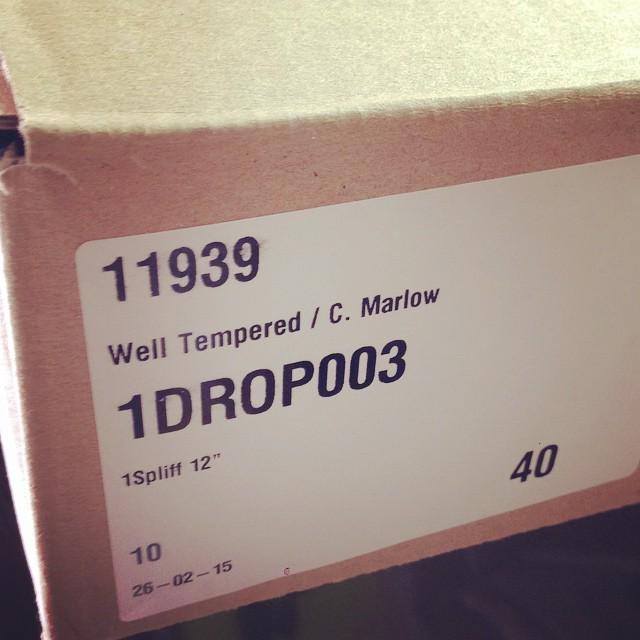 11939
Well Tempered / C. Marlow
1DROP003
1Spliff 12"
40
10
26-02-15